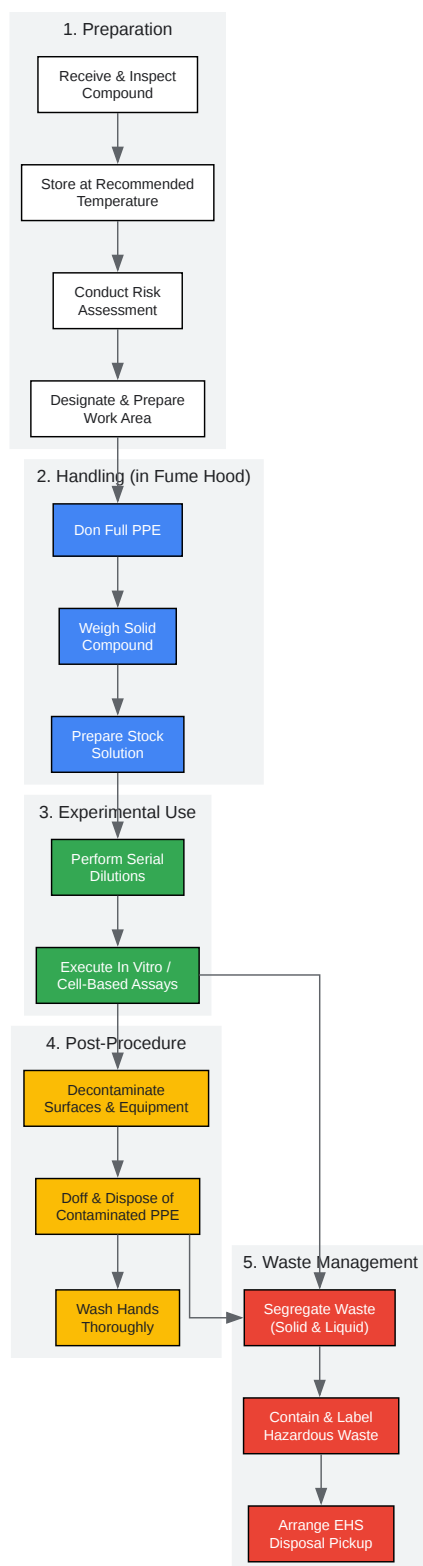 1. Preparation
Receive & Inspect
Compound
Store at Recommended
Temperature
Conduct Risk
Assessment
Designate & Prepare
Work Area
2. Handling (in Fume Hood)
Don Full PPE
Weigh Solid
Compound
Prepare Stock
Solution
3. Experimental Use
Perform Serial
Dilutions
Execute In Vitro /
Cell-Based Assays
4. Post-Procedure
Decontaminate
Surfaces & Equipment
Doff & Dispose of
Contaminated PPE
Wash Hands
Thoroughly
5. Waste Management
Segregate Waste
(Solid & Liquid)
Contain & Label
Hazardous Waste
Arrange EHS
Disposal Pickup